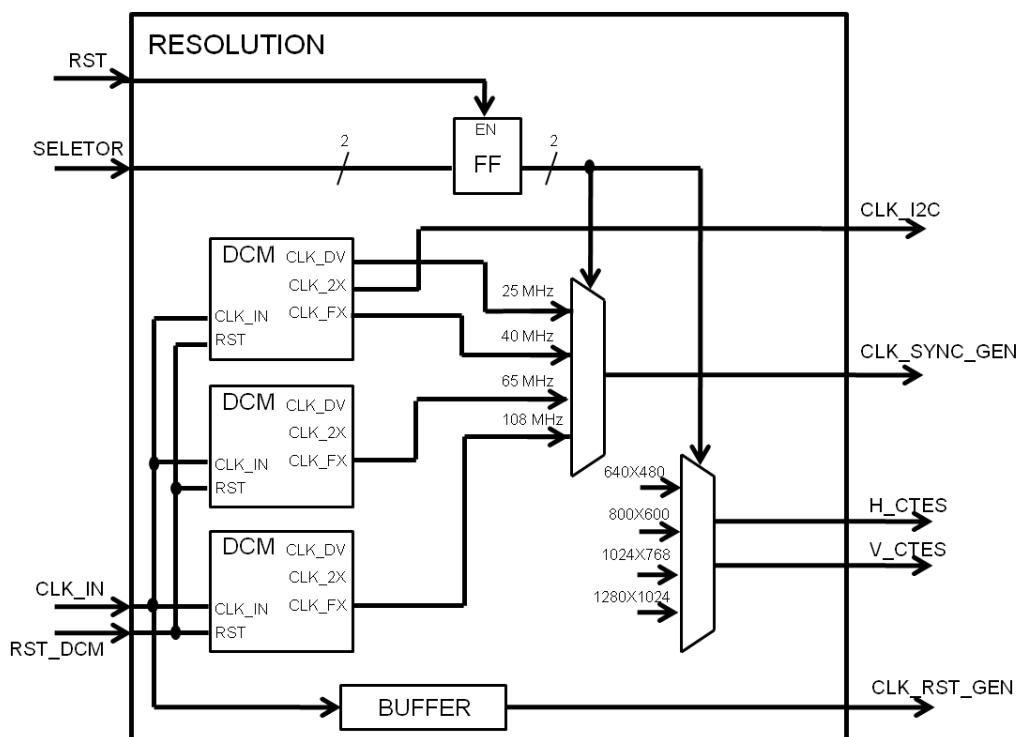 RESOLUTION
RST
EN
SELETOR
2
FF
2
CLK_I2C
DCM
CLK_DV
CLK_2X
CLK_IN
CLK_FX
RST
25 MHz
40 MHz
CLK_SYNC_GEN
65 MHz
108 MHz
DCM
CLK_DV
CLK_2X
CLK_IN
CLK_FX
RST
640X480
800X600
1024X768
1280X1024
H_CTES
V_CTES
DCM
CLK_DV
CLK_2X
CLK_IN
CLK_FX
RST
CLK_IN
RST_DCM
BUFFER
CLK_RST_GEN